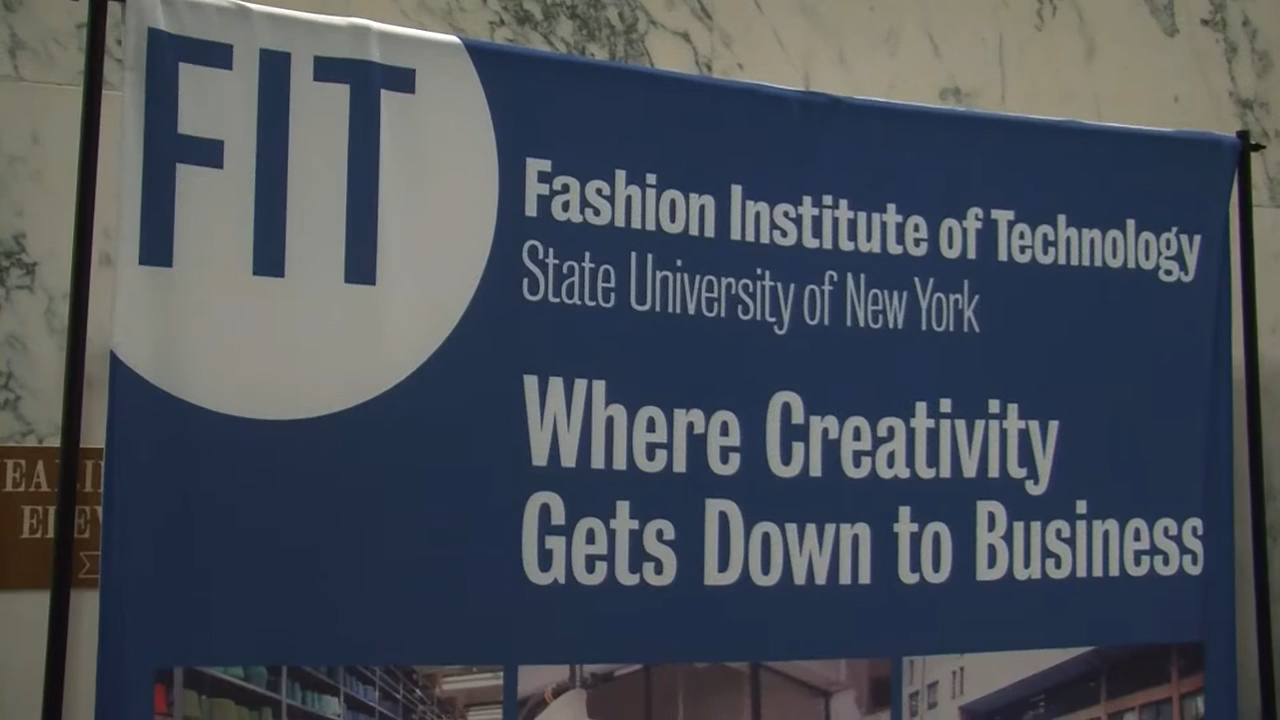 FIT
Fashion Institute of Technology
State University of New York
Where Creativity
Gets Down to Business